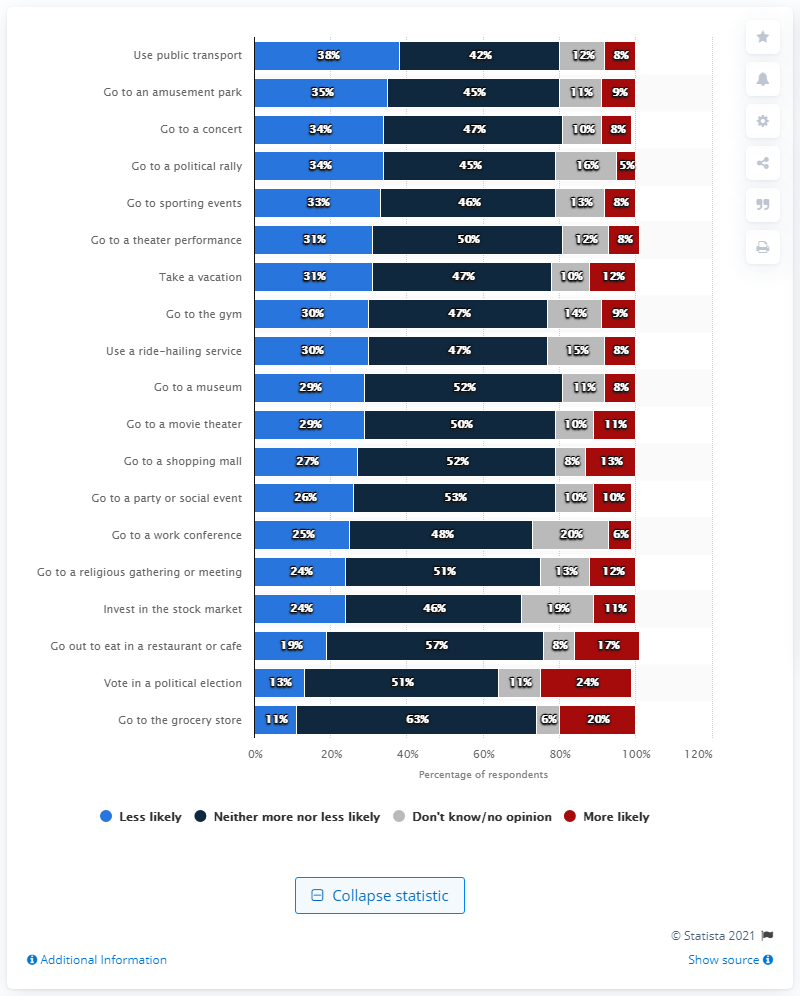 Use public transport 38% 42% 12% 8%
Go to an amusement park 35% 45% 11% 9%
Go to a concert 34% 47% 10% 8%
Go to a political rally 34% 45% 16% 5%
Go to sporting events 33% 46% 13% 8%
Go to a theater performance 31% 50% 12% 8%
Take a vacation 31% 47% 10% 12%
Go to the gym 30% 47% 14% 9%
Use a ride-hailing service 30% 47% 15% 8%
Go to a museum 29% 52% 11% 8%
Go to a movie theater 29% 50% 10% 11%
Go to a shopping mall 27% 52% 8% 13%
Go to a party or social event 26% 53% 10% 10%
Go to a work conference 25% 48% 20% 6%
Go to a religious gathering or meeting 24% 51% 13% 12%
Invest in the stock market 24% 46% 19% 11%
Go out to eat in a restaurant or cafe 19% 57% 8% 17%
Vote in a political election 13% 51% 11% 24%
Go to the grocery store 11% 63% 6% 20%
0% 20% 40% 60% 80% 100% 120%
Percentage of respondents
Less likely Neither more nor less likely Don't know/no opinion More likely
Collapse statistic
© Statista 2021
Additional Information Show source